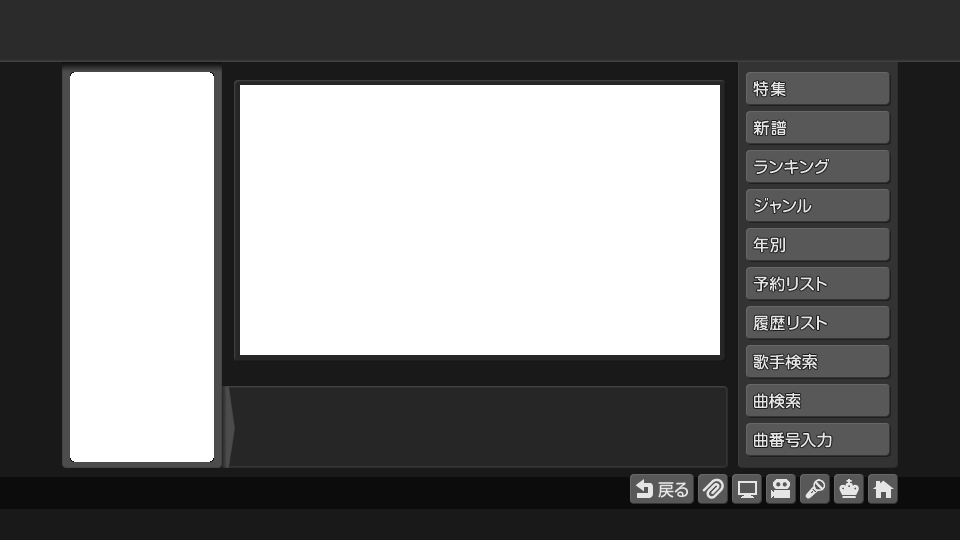 特集
新譜
ランキング
ジャンル
年別
予約リスト
履歴リスト
歌手検索
曲検索
曲番号入力
戻る